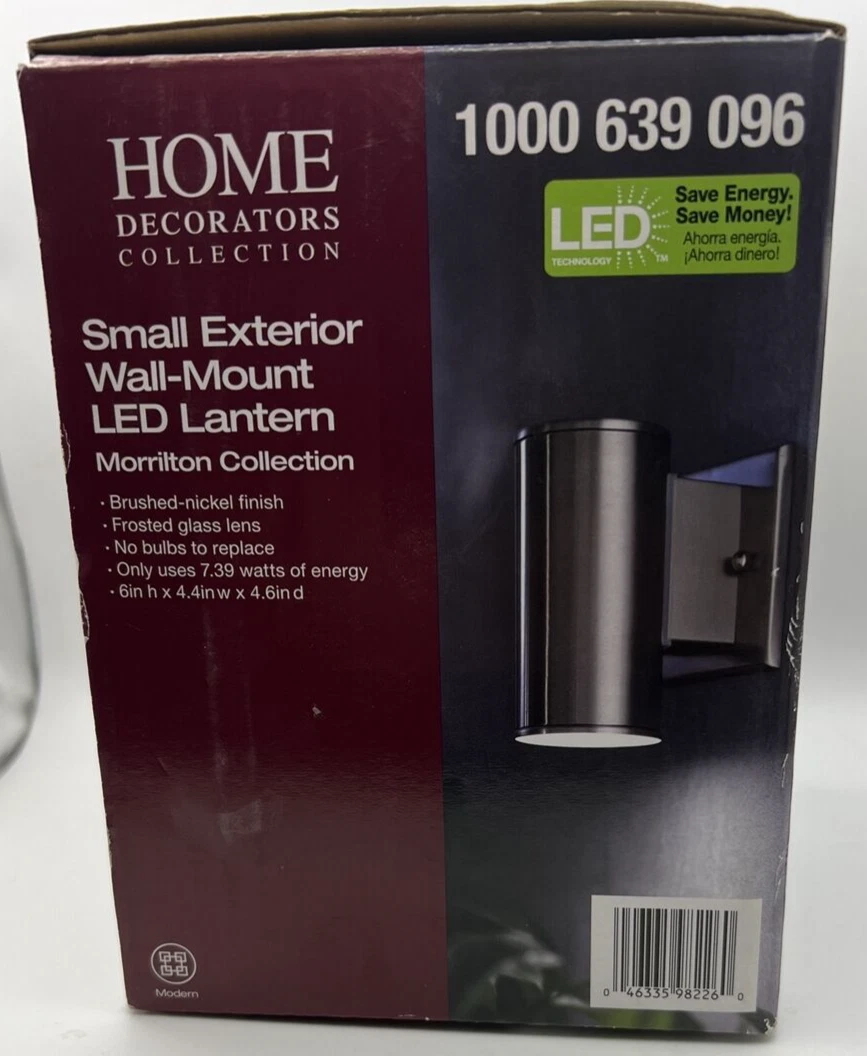 HOME
DECORATORS
COLLECTION
Small Exterior
Wall-Mount
LED Lantern
Morrilton Collection
· Brushed-nickel finish
· Frosted glass lens
· No bulbs to replace
· Only uses 7.39 watts of energy
· 6in h x 4.4in w x 4.6in d
Modern
1000 639 096
LED
TECHNOLOGY TM
Save Energy.
Save Money!
Ahorra energía.
¡Ahorra dinero!
0 46335 98226 0